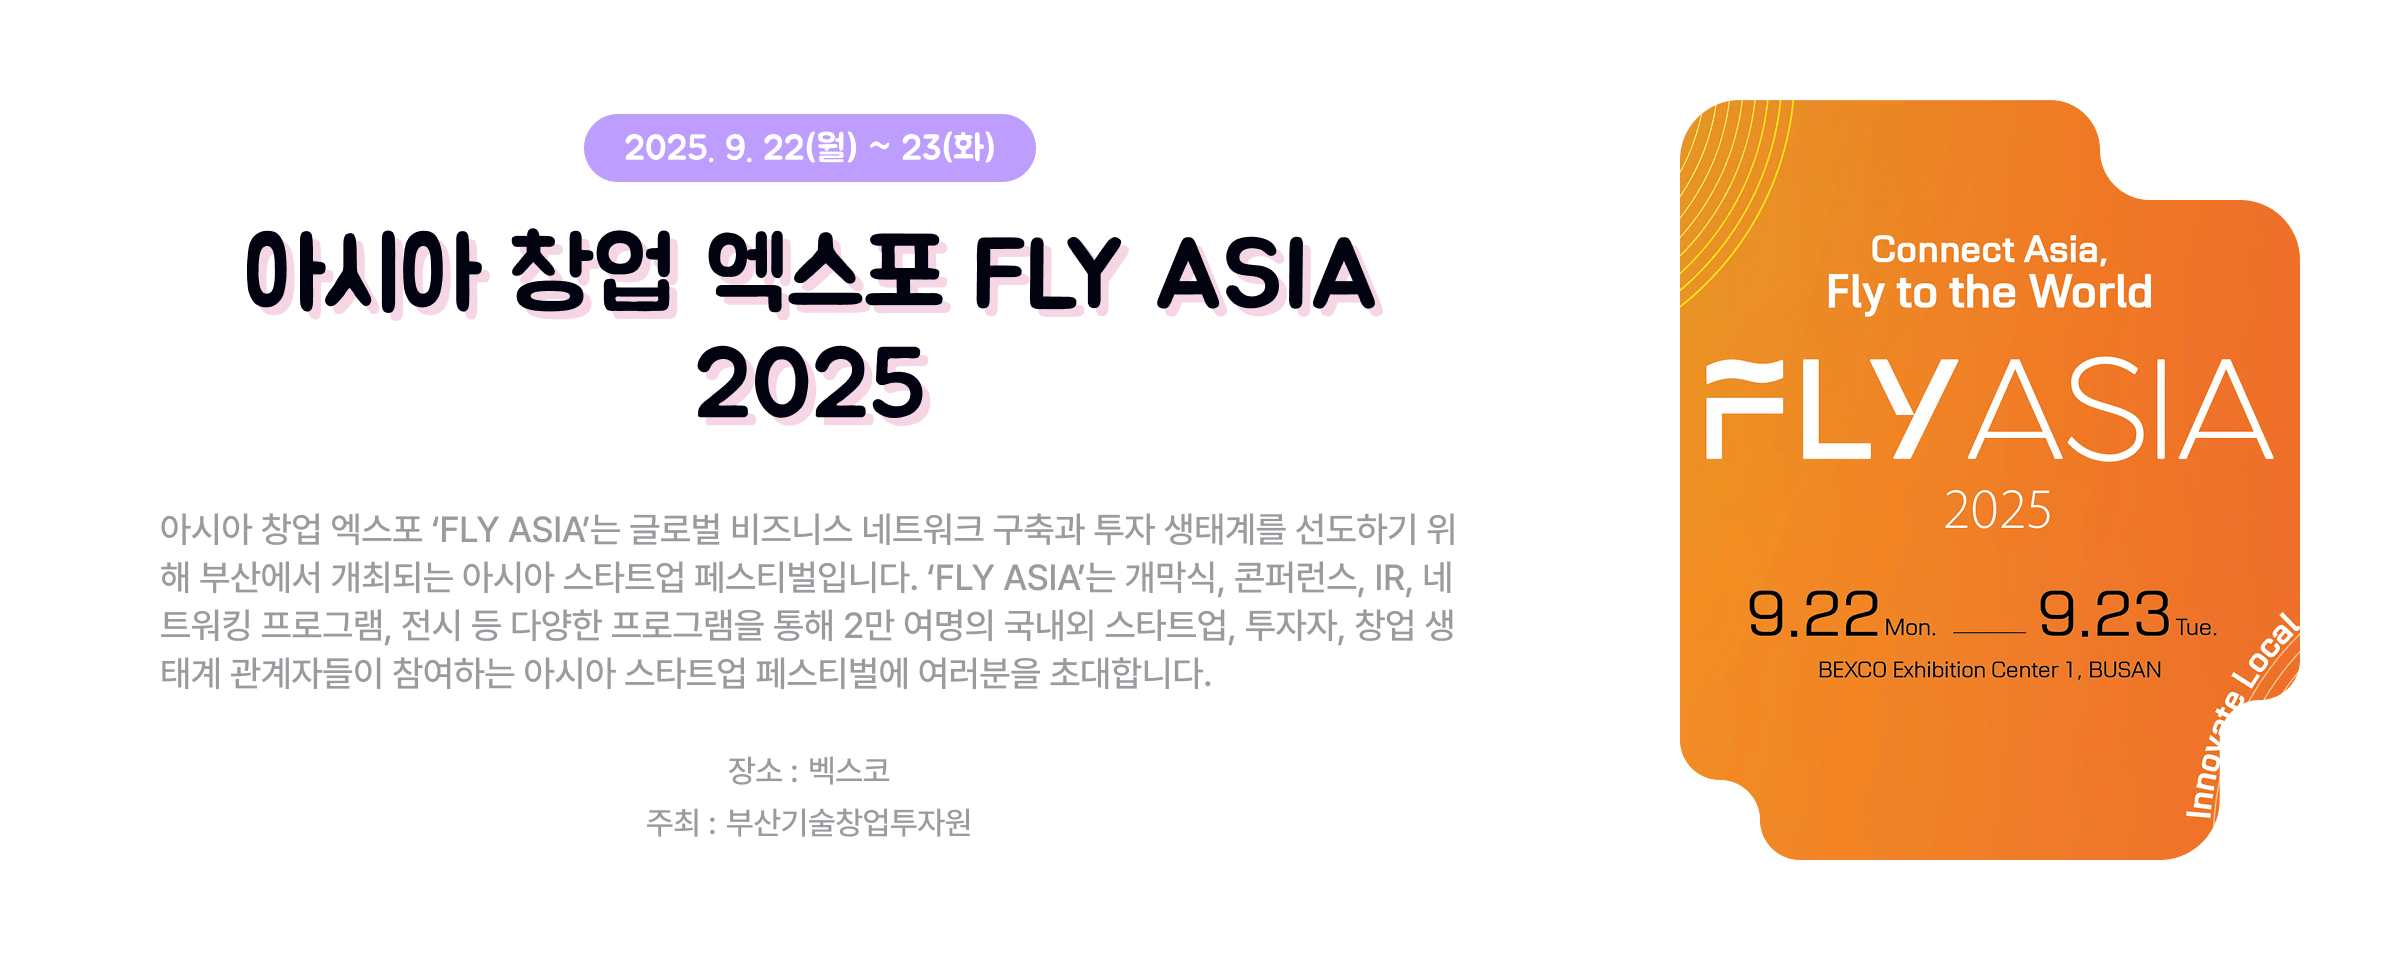 2025. 9. 22(월) ~ 23(화)
아시아 창업 엑스포 FLY ASIA
2025
아시아 창업 엑스포 ‘FLY ASIA’는 글로벌 비즈니스 네트워크 구축과 투자 생태계를 선도하기 위
해 부산에서 개최되는 아시아 스타트업 페스티벌입니다. ‘FLY ASIA’는 개막식, 콘퍼런스, IR, 네
트워킹 프로그램, 전시 등 다양한 프로그램을 통해 2만 여명의 국내외 스타트업, 투자자, 창업 생
태계 관계자들이 참여하는 아시아 스타트업 페스티벌에 여러분을 초대합니다.
장소 : 벡스코
주최 : 부산기술창업투자원
Connect Asia,
Fly to the World
FLY ASIA
2025
9.22 Mon. 9.23 Tue.
BEXCO Exhibition Center 1, BUSAN
Innovate Local